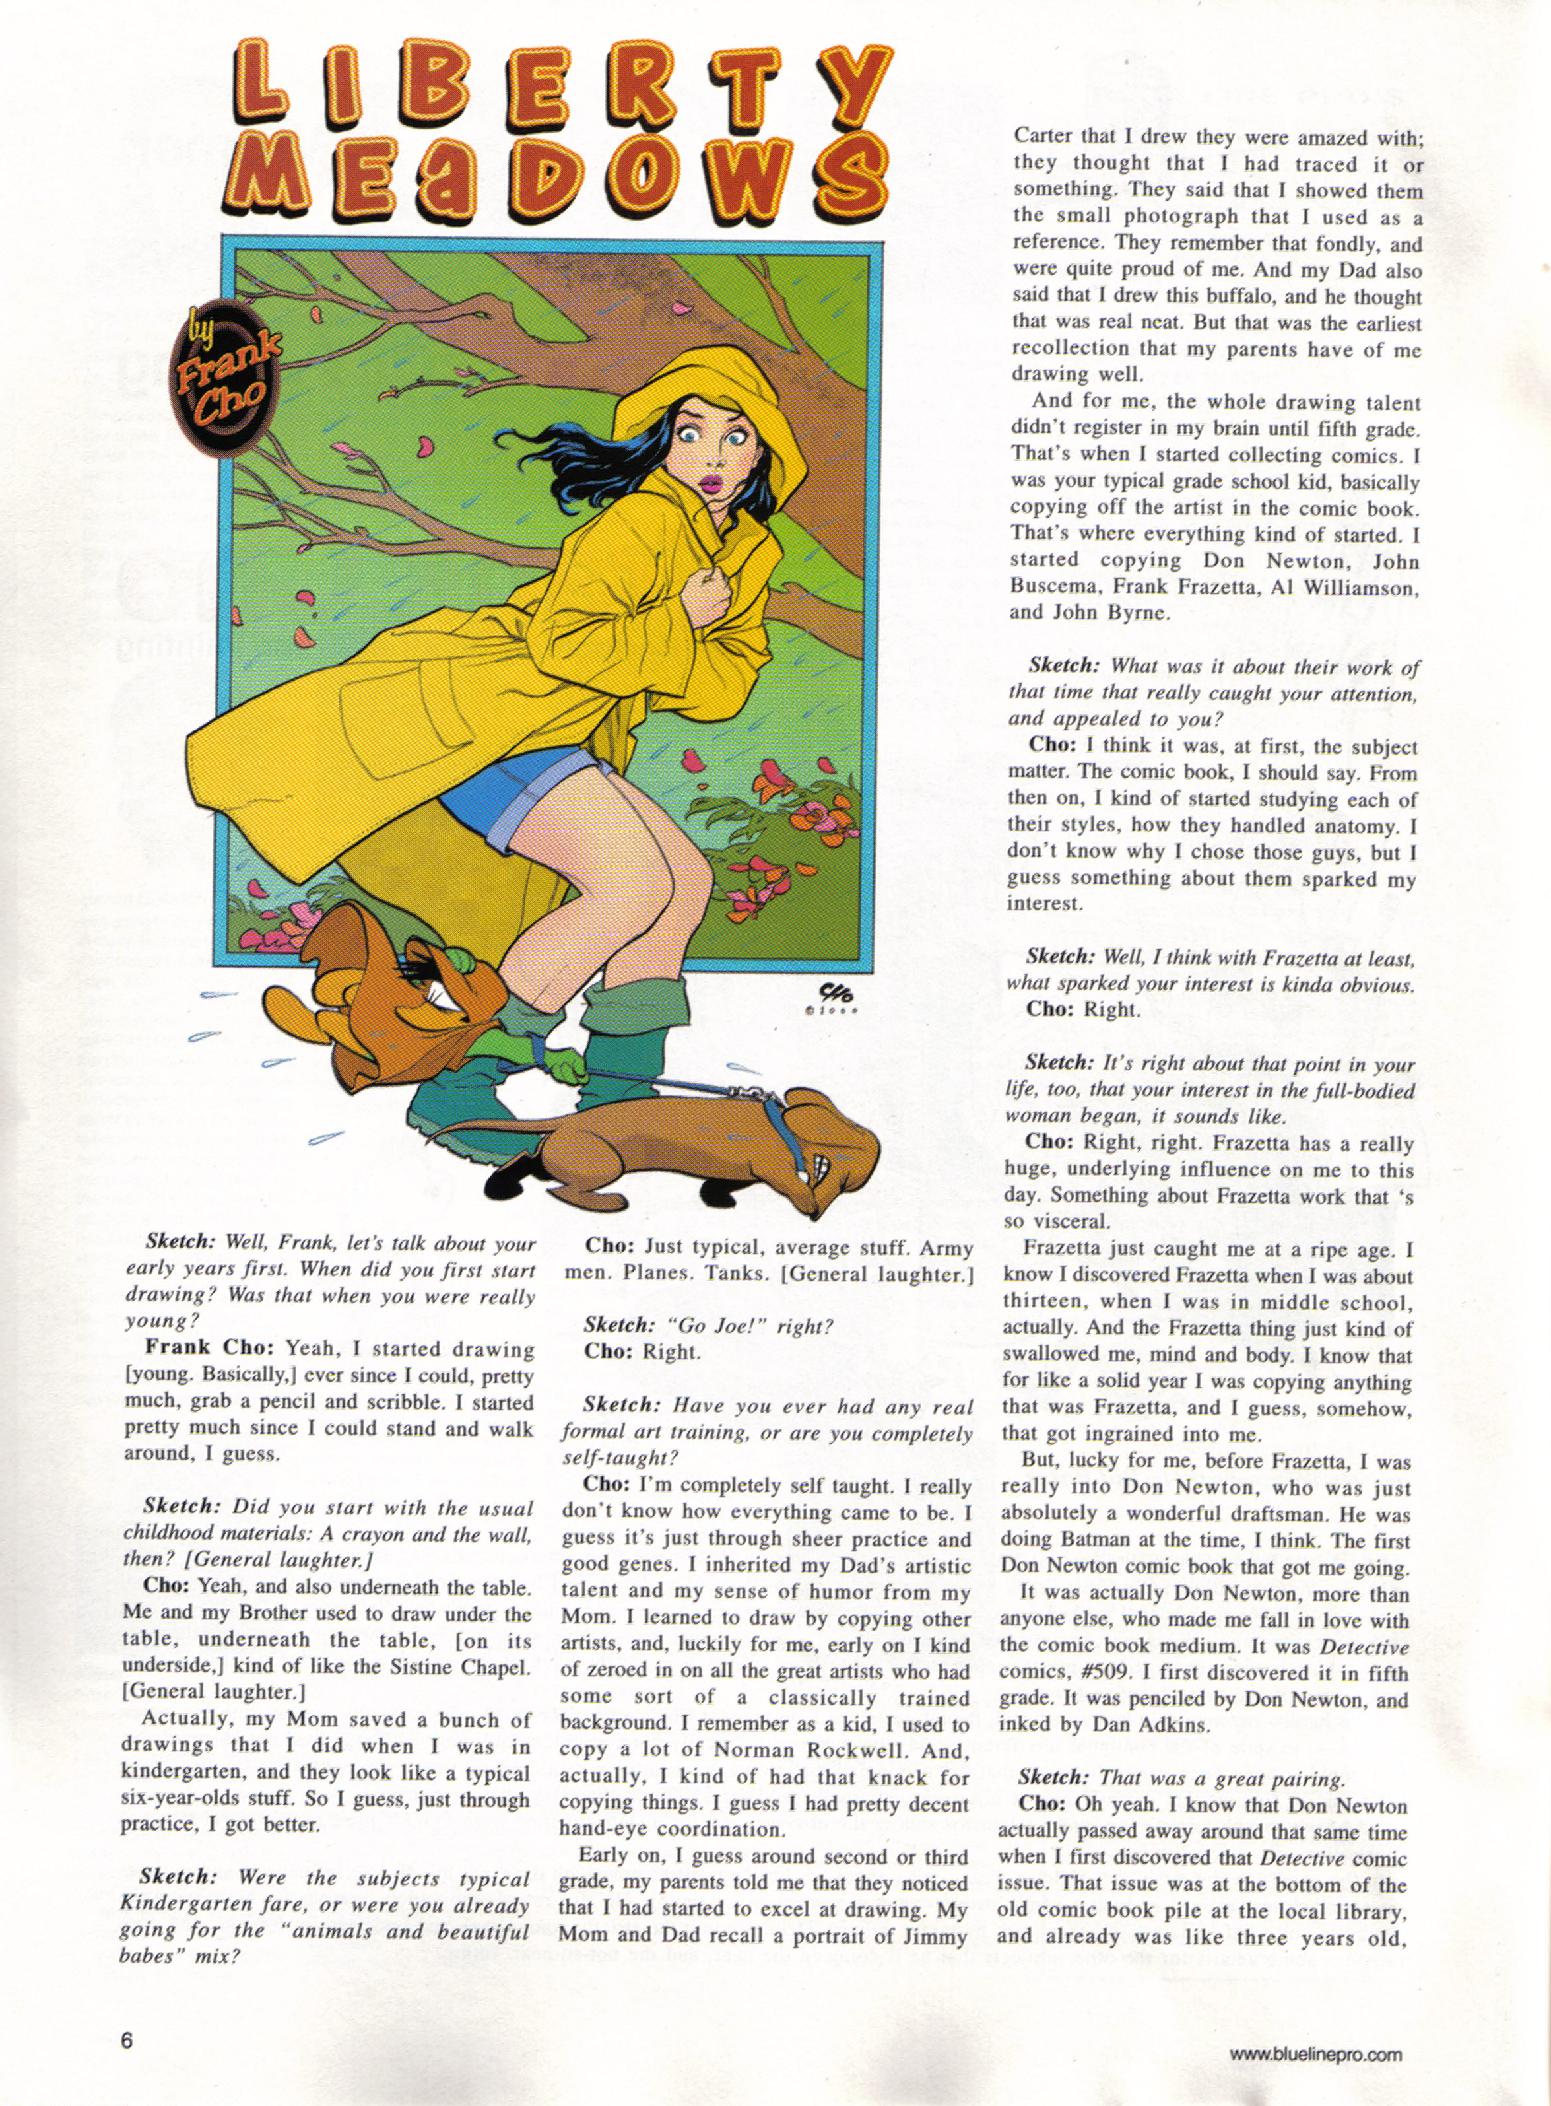 LIBERTY
MEADOWS
by
Frank
Cho
CHO
Sketch: Well, Frank, let's talk about your
early years first. When did you first start
drawing? Was that when you were really
young?
Frank Cho: Yeah, I started drawing
[young. Basically,] ever since I could, pretty
much, grab a pencil and scribble. I started
pretty much since I could stand and walk
around, I guess.
Sketch: Did you start with the usual
childhood materials: A crayon and the wall,
then? [General laughter.]
Cho: Yeah, and also underneath the table.
Me and my Brother used to draw under the
table, underneath the table, [on its
underside,] kind of like the Sistine Chapel.
[General laughter.]
Actually, my Mom saved a bunch of
drawings that I did when I was in
kindergarten, and they look like a typical
six-year-olds stuff. So I guess, just through
practice, I got better.
Sketch: Were the subjects typical
Kindergarten fare, or were you already
going for the "animals and beautiful
babes" mix?
Cho: Just typical, average stuff. Army
men. Planes. Tanks. [General laughter.]
Sketch: "Go Joe!" right?
Cho: Right.
Sketch: Have you ever had any real
formal art training, or are you completely
self-taught?
Cho: I'm completely self taught. I really
don't know how everything came to be. I
guess it's just through sheer practice and
good genes. I inherited my Dad's artistic
talent and my sense of humor from my
Mom. I learned to draw by copying other
artists, and, luckily for me, early on I kind
of zeroed in on all the great artists who had
some sort of a classically trained
background. I remember as a kid, I used to
copy a lot of Norman Rockwell. And,
actually, I kind of had that knack for
copying things. I guess I had pretty decent
hand-eye coordination.
Early on, I guess around second or third
grade, my parents told me that they noticed
that I had started to excel at drawing. My
Mom and Dad recall a portrait of Jimmy
Carter that I drew they were amazed with;
they thought that I had traced it or
something. They said that I showed them
the small photograph that I used as a
reference. They remember that fondly, and
were quite proud of me. And my Dad also
said that I drew this buffalo, and he thought
that was real neat. But that was the earliest
recollection that my parents have of me
drawing well.
And for me, the whole drawing talent
didn't register in my brain until fifth grade.
That's when I started collecting comics. I
was your typical grade school kid, basically
copying off the artist in the comic book.
That's where everything kind of started. I
started copying Don Newton, John
Buscema, Frank Frazetta, Al Williamson,
and John Byrne.
Sketch: What was it about their work of
that time that really caught your attention,
and appealed to you?
Cho: I think it was, at first, the subject
matter. The comic book, I should say. From
then on, I kind of started studying each of
their styles, how they handled anatomy. I
don't know why I chose those guys, but I
guess something about them sparked my
interest.
Sketch: Well, I think with Frazetta at least,
what sparked your interest is kinda obvious.
Cho: Right.
Sketch: It's right about that point in your
life, too, that your interest in the full-bodied
woman began, it sounds like.
Cho: Right, right. Frazetta has a really
huge, underlying influence on me to this
day. Something about Frazetta work that 's
so visceral.
Frazetta just caught me at a ripe age. I
know I discovered Frazetta when I was about
thirteen, when I was in middle school,
actually. And the Frazetta thing just kind of
swallowed me, mind and body. I know that
for like a solid year I was copying anything
that was Frazetta, and I guess, somehow,
that got ingrained into me.
But, lucky for me, before Frazetta, I was
really into Don Newton, who was just
absolutely a wonderful draftsman. He was
doing Batman at the time, I think. The first
Don Newton comic book that got me going.
It was actually Don Newton, more than
anyone else, who made me fall in love with
the comic book medium. It was Detective
comics, #509. I first discovered it in fifth
grade. It was penciled by Don Newton, and
inked by Dan Adkins.
Sketch: That was a great pairing.
Cho: Oh yeah. I know that Don Newton
actually passed away around that same time
when I first discovered that Detective comic
issue. That issue was at the bottom of the
old comic book pile at the local library,
and already was like three years old,
6
www.bluelinepro.com